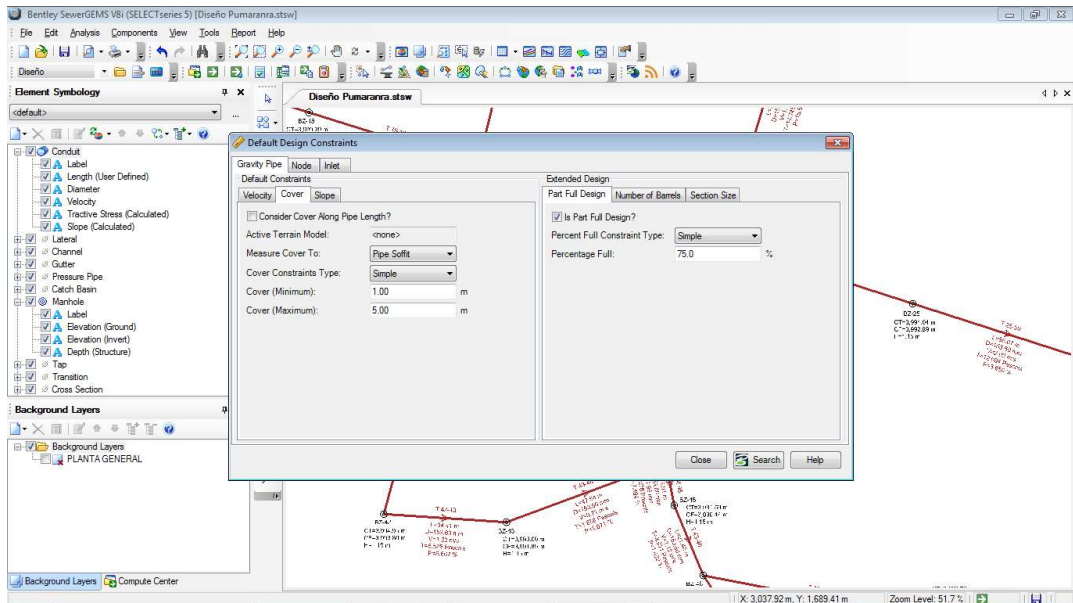 Bentley SewerGEMS V8i (SELECTseries 5) [Diseño Pumaranra.stsw]
File Edit Analysis Components View Tools Report Help
Diseño
Element Symbology
<default>
Conduit
Label
Length (User Defined)
Diameter
Velocity
Tractive Stress (Calculated)
Slope (Calculated)
Lateral
Channel
Gutter
Pressure Pipe
Catch Basin
Manhole
Label
Elevation (Ground)
Elevation (Invert)
Depth (Structure)
Tap
Transition
Cross Section
Background Layers
Background Layers
PLANTA GENERAL
Background Layers Compute Center
Diseño Pumaranra.stsw
Default Design Constraints
Gravity Pipe Node Inlet
Default Constraints
Velocity Cover Slope
Consider Cover Along Pipe Length?
Active Terrain Model: <none>
Measure Cover To: Pipe Soffit
Cover Constraints Type: Simple
Cover (Minimum): 1.00 m
Cover (Maximum): 5.00 m
Extended Design
Part Full Design Number of Barrels Section Size
Is Part Full Design?
Percent Full Constraint Type: Simple
Percentage Full: 75.0 %
Close Search Help
X: 3,037.92 m, Y: 1,689.41 m Zoom Level: 51.7 %